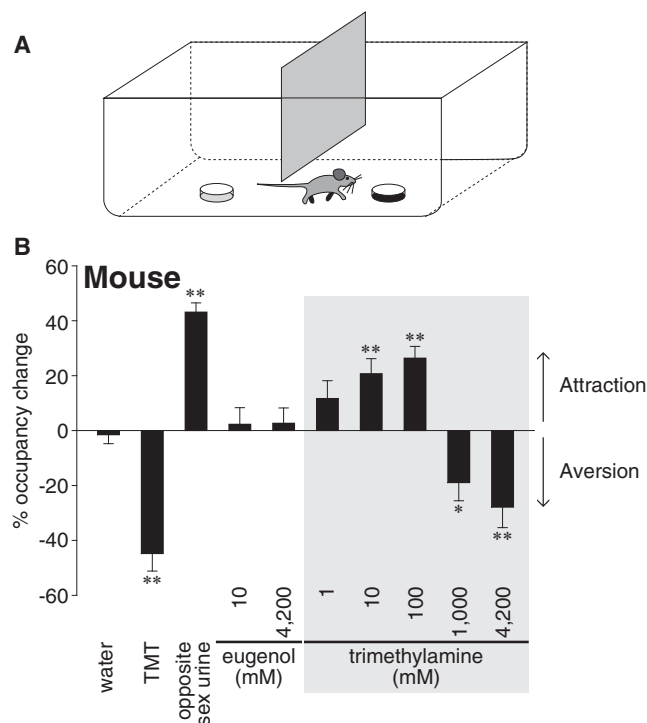 A
B
Mouse
% occupancy change
60
40
20
0
-20
-40
-60
**
**
**
**
*
**
Attraction
Aversion
water
TMT
opposite
sex urine
10
4,200
eugenol
(mM)
1
10
100
1,000
4,200
trimethylamine
(mM)